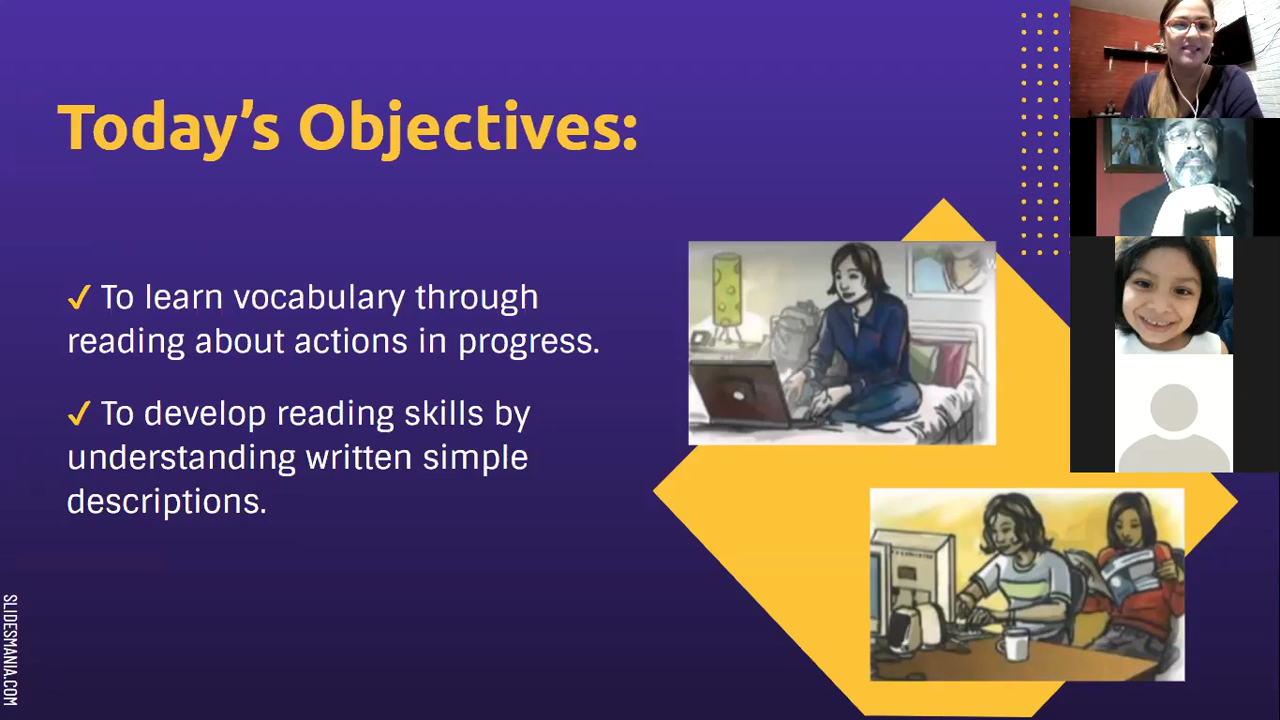 Today's Objectives:
✓ To learn vocabulary through
reading about actions in progress.
✓ To develop reading skills by
understanding written simple
descriptions.
SLIDESMANIA.COM